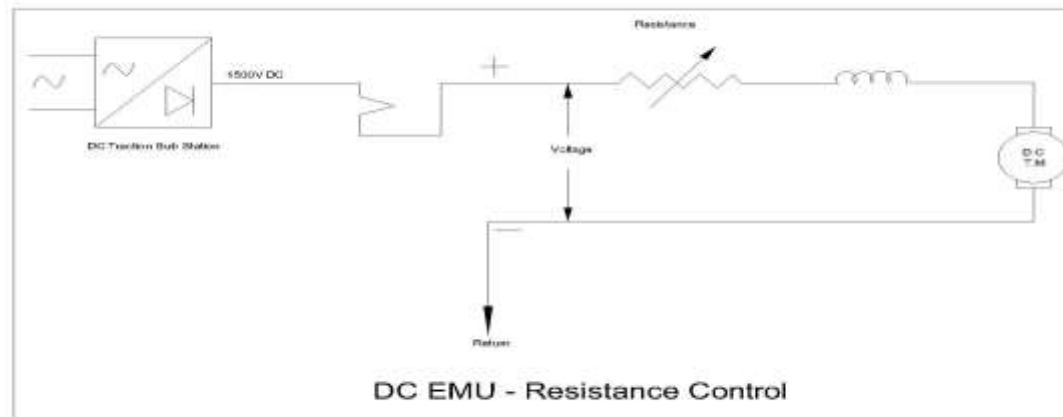 Resistance
1500V DC
DC Traction Sub Station
Voltage
D C
T.M
Return
DC EMU - Resistance Control